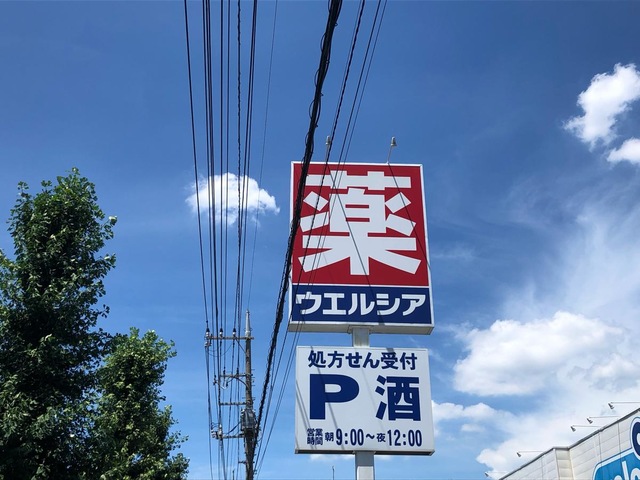 薬
ウエルシア
処方せん受付
P 酒
営業時間 朝9:00～夜12:00